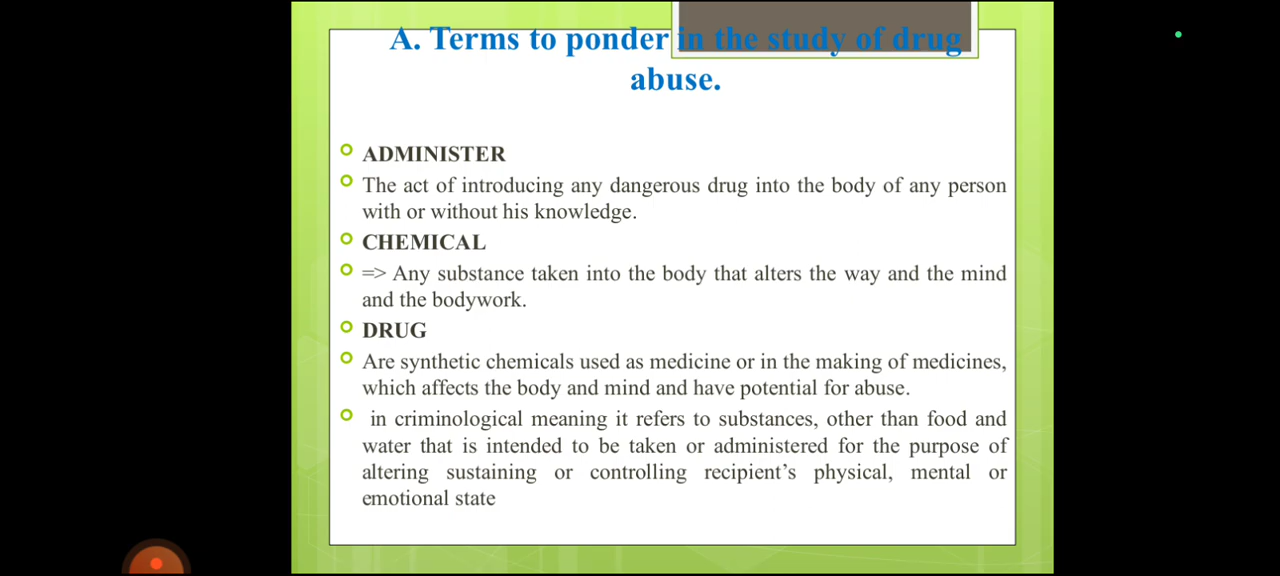 A. Terms to ponder in the study of drug
abuse.
ADMINISTER
The act of introducing any dangerous drug into the body of any person
with or without his knowledge.
CHEMICAL
=> Any substance taken into the body that alters the way and the mind
and the bodywork.
DRUG
Are synthetic chemicals used as medicine or in the making of medicines,
which affects the body and mind and have potential for abuse.
in criminological meaning it refers to substances, other than food and
water that is intended to be taken or administered for the purpose of
altering sustaining or controlling recipient's physical, mental or
emotional state